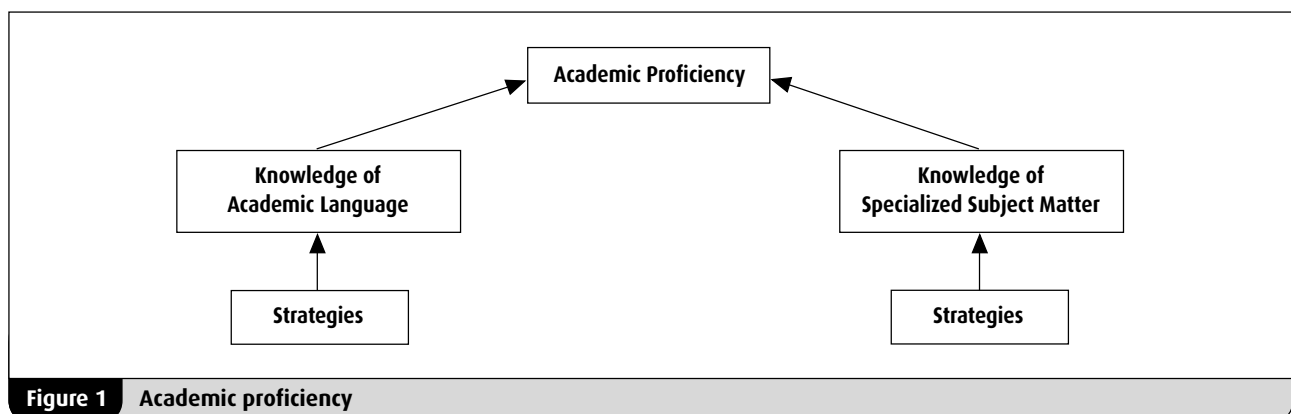 Academic Proficiency
Knowledge of
Academic Language
Knowledge of
Specialized Subject Matter
Strategies
Strategies
Figure 1 Academic proficiency